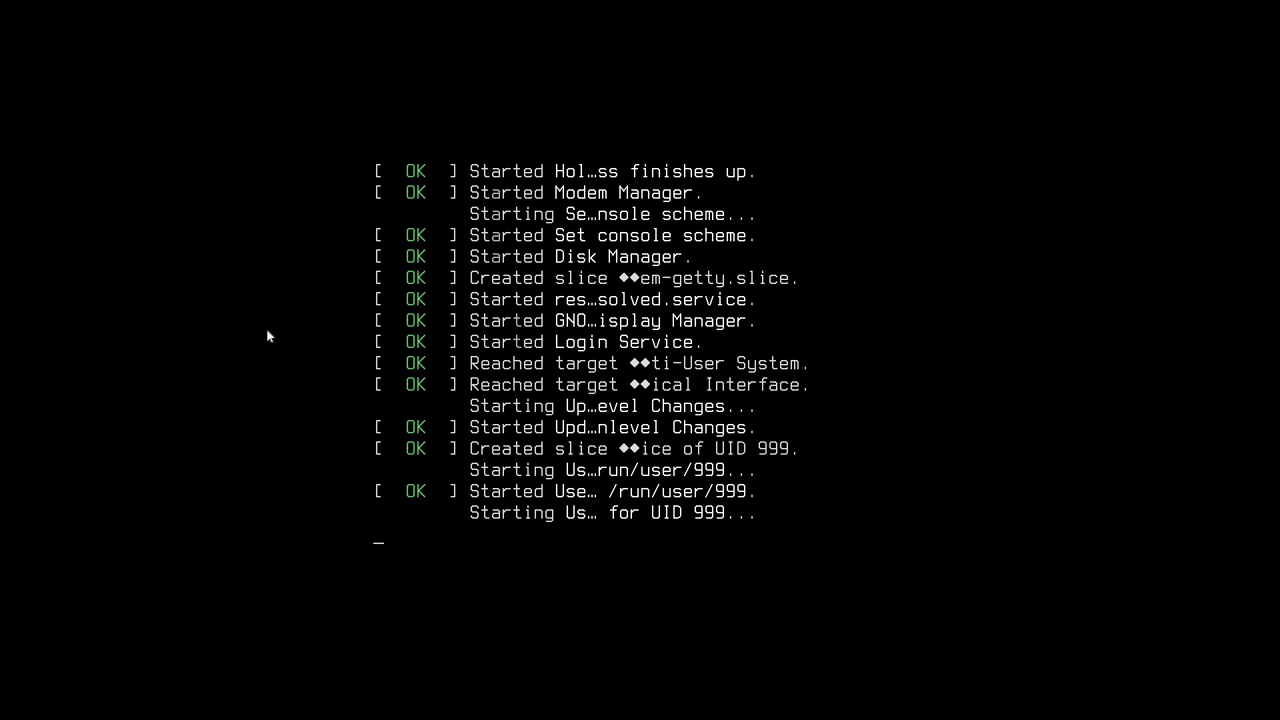 [  OK  ] Started Hol…ss finishes up.
[  OK  ] Started Modem Manager.
Starting Se…nsole scheme...
[  OK  ] Started Set console scheme.
[  OK  ] Started Disk Manager.
[  OK  ] Created slice ◆◆em-getty.slice.
[  OK  ] Started res…solved.service.
[  OK  ] Started GNO…isplay Manager.
[  OK  ] Started Login Service.
[  OK  ] Reached target ◆◆ti-User System.
[  OK  ] Reached target ◆◆ical Interface.
Starting Up…evel Changes...
[  OK  ] Started Upd…nlevel Changes.
[  OK  ] Created slice ◆◆ice of UID 999.
Starting Us…run/user/999...
[  OK  ] Started Use… /run/user/999.
Starting Us… for UID 999...
_